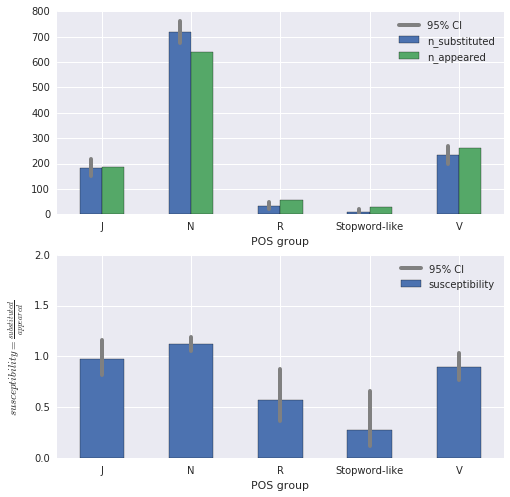 800
700
600
500
400
300
200
100
0
95% CI
n_substituted
n_appeared
J N R Stopword-like V
POS group
susceptibility = substituted/appeared
2.0
1.5
1.0
0.5
0.0
95% CI
susceptibility
J N R Stopword-like V
POS group